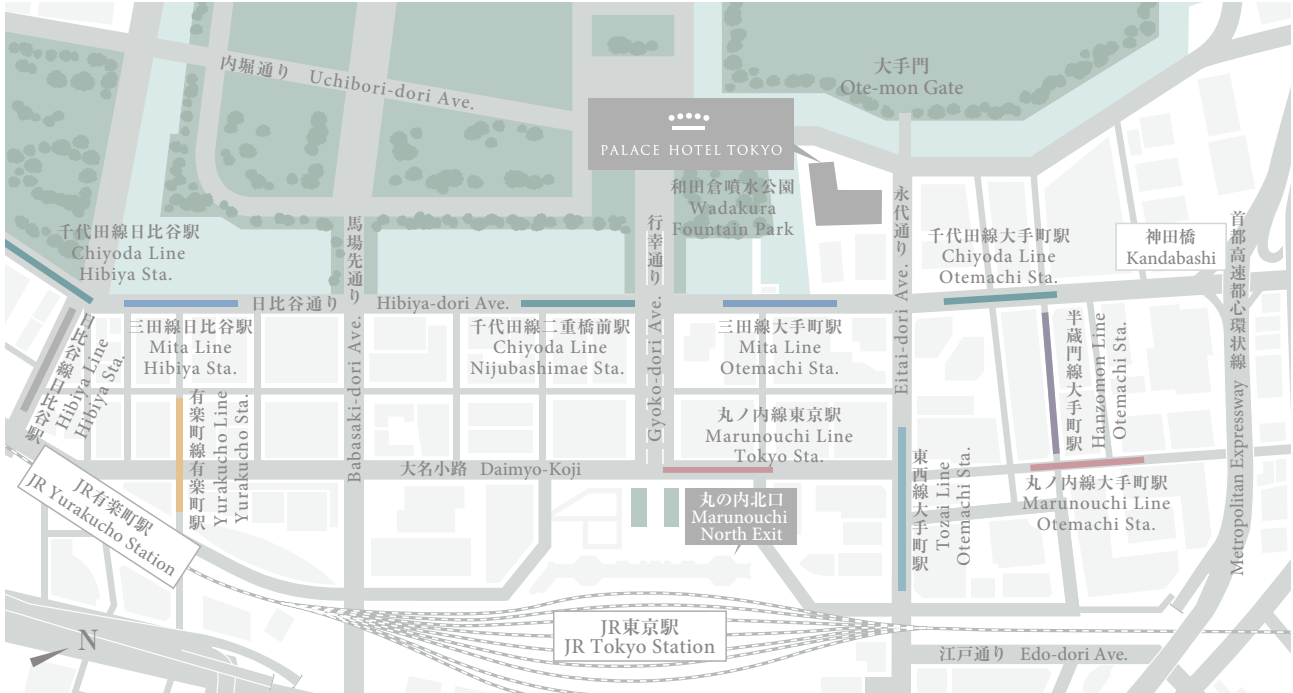 内堀通り Uchibori-dori Ave.
大手門
Ote-mon Gate
PALACE HOTEL TOKYO
和田倉噴水公園
Wadakura
Fountain Park
千代田線日比谷駅
Chiyoda Line
Hibiya Sta.
馬場先通り
Babasaki-dori Ave.
行幸通り
Gyoko-dori Ave.
永代通り
Eitai-dori Ave.
千代田線大手町駅
Chiyoda Line
Otemachi Sta.
神田橋
Kandabashi
首都高速都心環状線
Metropolitan Expressway
日比谷通り Hibiya-dori Ave.
日比谷線日比谷駅
Hibiya Line
Hibiya Sta.
三田線日比谷駅
Mita Line
Hibiya Sta.
千代田線二重橋前駅
Chiyoda Line
Nijubashimae Sta.
三田線大手町駅
Mita Line
Otemachi Sta.
半蔵門線大手町駅
Hanzomon Line
Otemachi Sta.
有楽町線有楽町駅
Yurakucho Line
Yurakucho Sta.
丸ノ内線東京駅
Marunouchi Line
Tokyo Sta.
大名小路 Daimyo-Koji
東西線大手町駅
Tozai Line
Otemachi Sta.
丸ノ内線大手町駅
Marunouchi Line
Otemachi Sta.
JR有楽町駅
JR Yurakucho Station
丸の内北口
Marunouchi
North Exit
JR東京駅
JR Tokyo Station
N
江戸通り Edo-dori Ave.